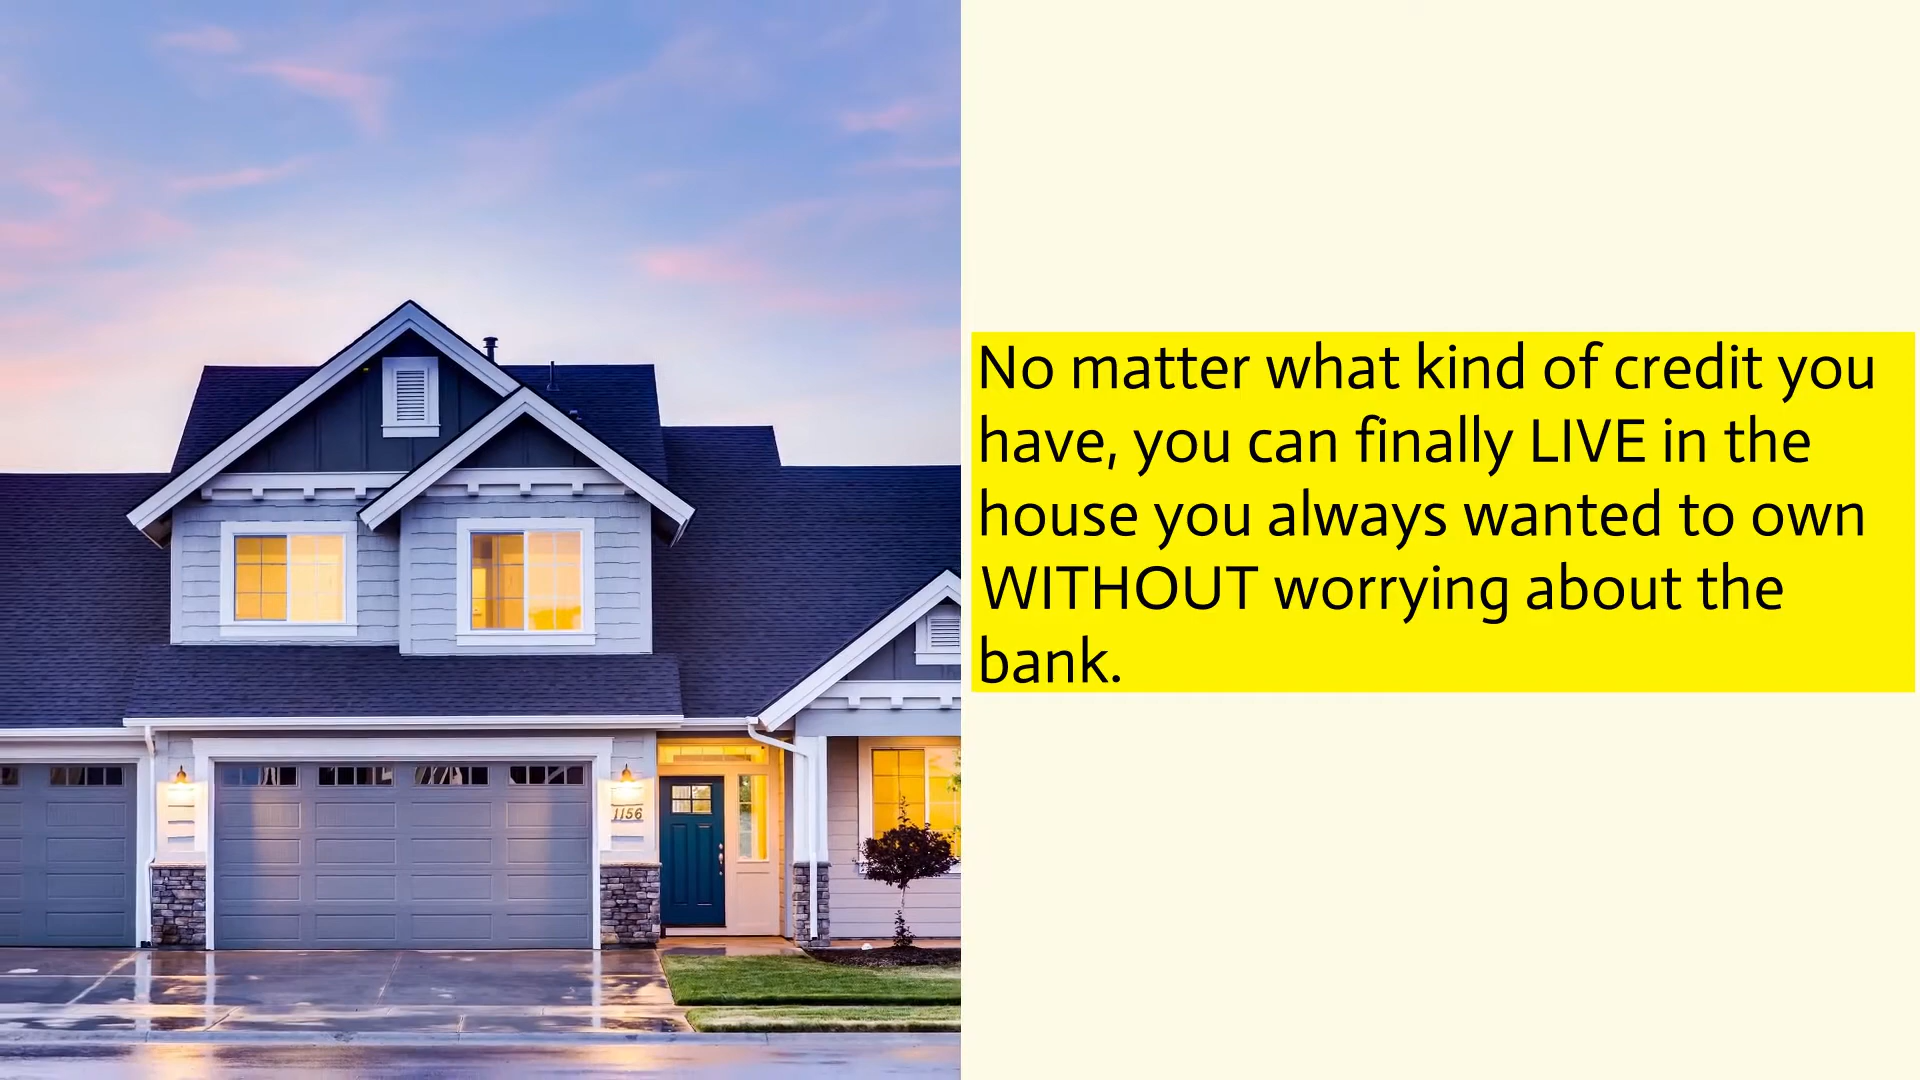 No matter what kind of credit you
have, you can finally LIVE in the
house you always wanted to own
WITHOUT worrying about the
bank.
1156